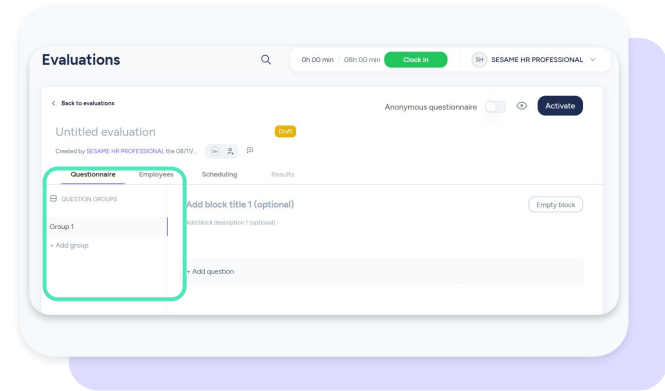 Evaluations
0h 00 min / 08h 00 min
Clock in
SH
SESAME HR PROFESSIONAL
Back to evaluations
Anonymous questionnaire
Activate
Untitled evaluation
Draft
Created by SESAME HR PROFESSIONAL the 08/11/..
SH
Questionnaire
Employees
Scheduling
Results
QUESTION GROUPS
Add block title 1 (optional)
Empty block
Group 1
Add block description 1 (optional)
+ Add group
+ Add question